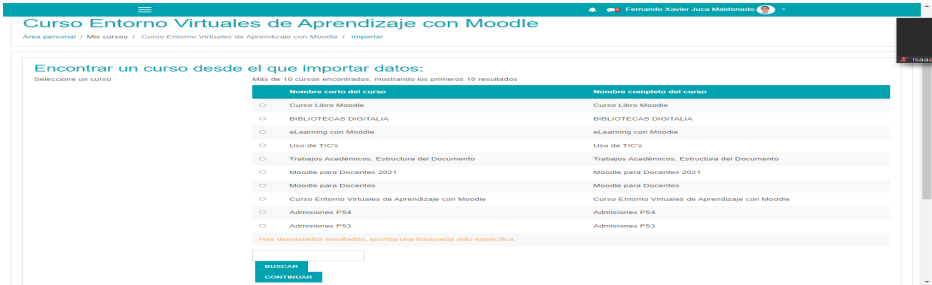 Fernando Xavier Juca Maldonado
Curso Entorno Virtuales de Aprendizaje con Moodle
Área personal / Mis cursos / Curso Entorno Virtuales de Aprendizaje con Moodle / Importar
Isaac
Encontrar un curso desde el que importar datos:
Seleccione un curso
Más de 10 cursos encontrados, mostrando los primeros 10 resultados
Nombre corto del curso Nombre completo del curso
Curso Libro Moodle Curso Libro Moodle
BIBLIOTECAS DIGITALIA BIBLIOTECAS DIGITALIA
eLearning con Moodle eLearning con Moodle
Uso de TIC's Uso de TIC's
Trabajos Académicos. Estructura del Documento Trabajos Académicos. Estructura del Documento
Moodle para Docentes 2021 Moodle para Docentes 2021
Moodle para Docentes Moodle para Docentes
Curso Entorno Virtuales de Aprendizaje con Moodle Curso Entorno Virtuales de Aprendizaje con Moodle
Admisiones P54 Admisiones P54
Admisiones P53 Admisiones P53
Hay demasiados resultados, escriba una búsqueda más específica.
BUSCAR
CONTINUAR